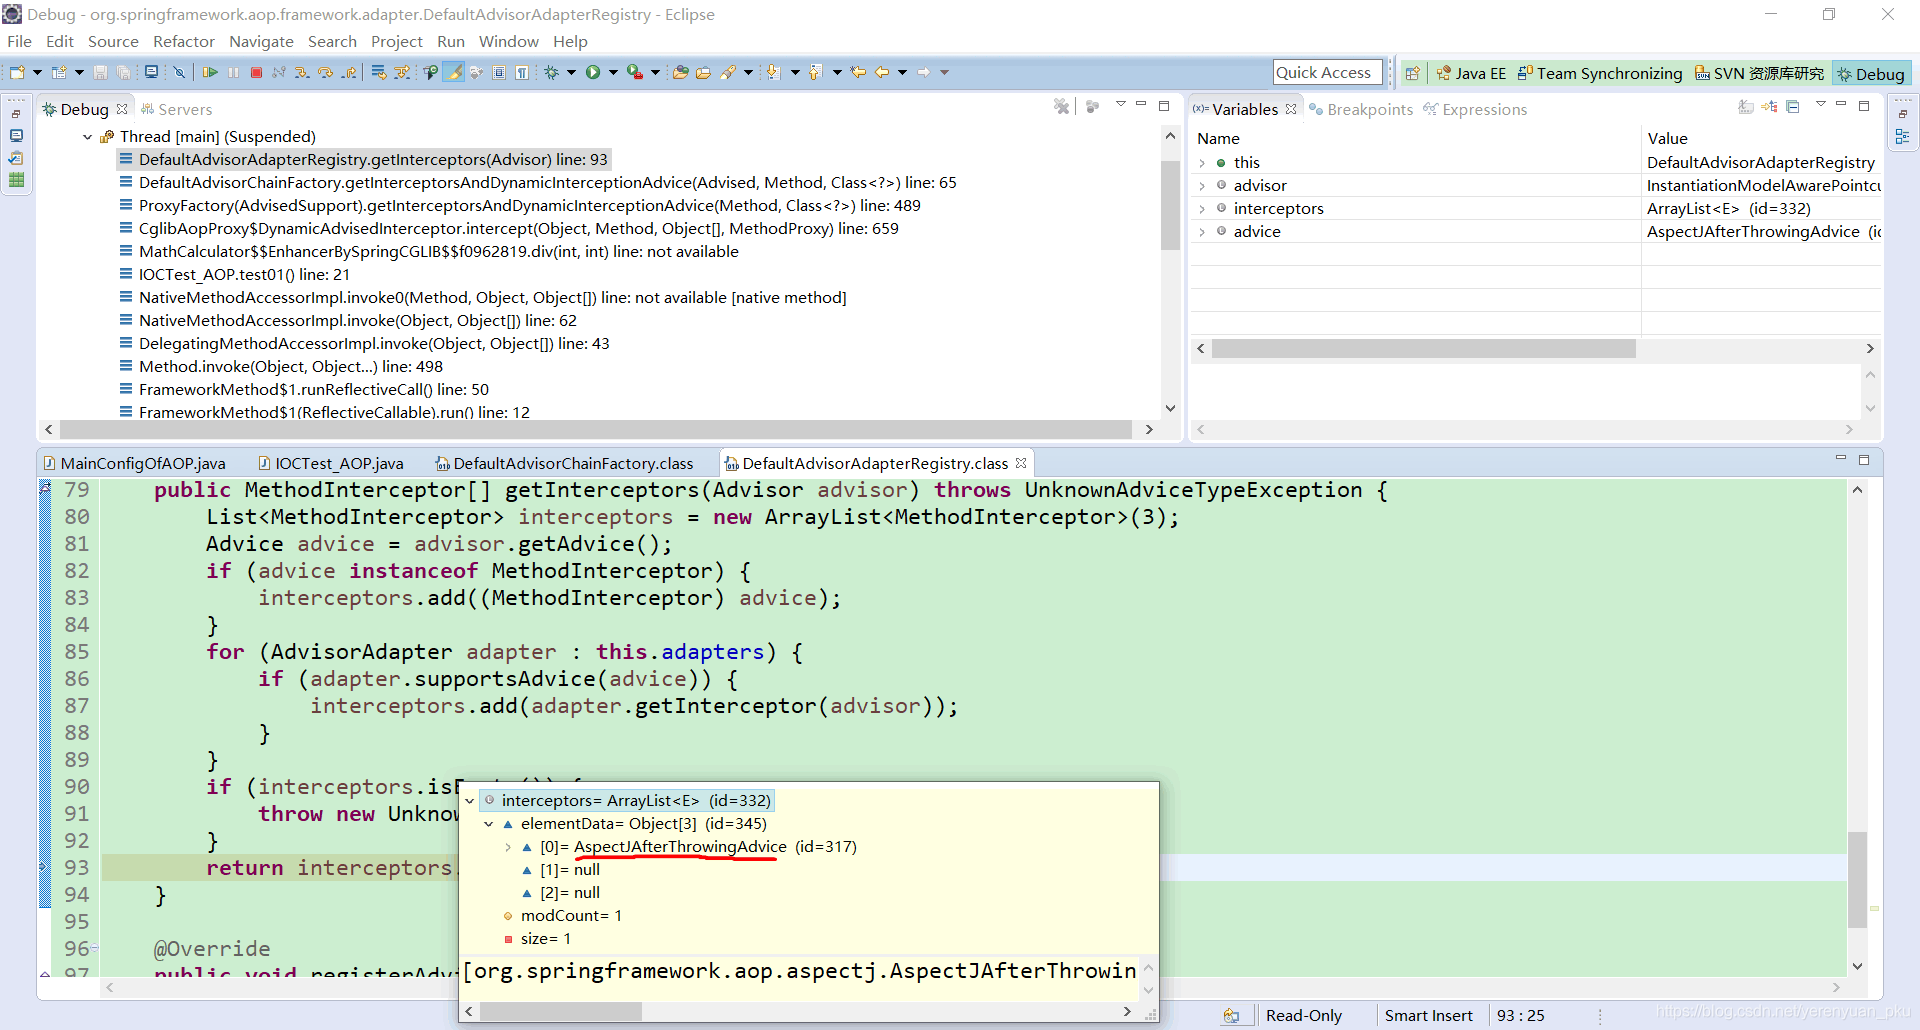 Debug - org.springframework.aop.framework.adapter.DefaultAdvisorAdapterRegistry - Eclipse
File Edit Source Refactor Navigate Search Project Run Window Help
Quick Access
Java EE Team Synchronizing SVN 资源库研究 Debug
Debug Servers
Thread [main] (Suspended)
DefaultAdvisorAdapterRegistry.getInterceptors(Advisor) line: 93
DefaultAdvisorChainFactory.getInterceptorsAndDynamicInterceptionAdvice(Advised, Method, Class<?>) line: 65
ProxyFactory(AdvisedSupport).getInterceptorsAndDynamicInterceptionAdvice(Method, Class<?>) line: 489
CglibAopProxy$DynamicAdvisedInterceptor.intercept(Object, Method, Object[], MethodProxy) line: 659
MathCalculator$$EnhancerBySpringCGLIB$$f0962819.div(int, int) line: not available
IOCTest_AOP.test01() line: 21
NativeMethodAccessorImpl.invoke0(Method, Object, Object[]) line: not available [native method]
NativeMethodAccessorImpl.invoke(Object, Object[]) line: 62
DelegatingMethodAccessorImpl.invoke(Object, Object[]) line: 43
Method.invoke(Object, Object...) line: 498
FrameworkMethod$1.runReflectiveCall() line: 50
FrameworkMethod$1(ReflectiveCallable).run() line: 12
(x)= Variables Breakpoints Expressions
Name Value
this DefaultAdvisorAdapterRegistry
advisor InstantiationModelAwarePointcu
interceptors ArrayList<E> (id=332)
advice AspectJAfterThrowingAdvice (id
MainConfigOfAOP.java IOCTest_AOP.java DefaultAdvisorChainFactory.class DefaultAdvisorAdapterRegistry.class
79 public MethodInterceptor[] getInterceptors(Advisor advisor) throws UnknownAdviceTypeException {
80 List<MethodInterceptor> interceptors = new ArrayList<MethodInterceptor>(3);
81 Advice advice = advisor.getAdvice();
82 if (advice instanceof MethodInterceptor) {
83 interceptors.add((MethodInterceptor) advice);
84 }
85 for (AdvisorAdapter adapter : this.adapters) {
86 if (adapter.supportsAdvice(advice)) {
87 interceptors.add(adapter.getInterceptor(advisor));
88 }
89 }
90 if (interceptors.is
91 throw new Unknow
92 }
93 return interceptors.
94 }
95
96 @Override
97 public void registerAdv
interceptors= ArrayList<E> (id=332)
elementData= Object[3] (id=345)
[0]= AspectJAfterThrowingAdvice (id=317)
[1]= null
[2]= null
modCount= 1
size= 1
[org.springframework.aop.aspectj.AspectJAfterThrowin
Read-Only Smart Insert 93 : 25
https://blog.csdn.net/yerenyuan_pku